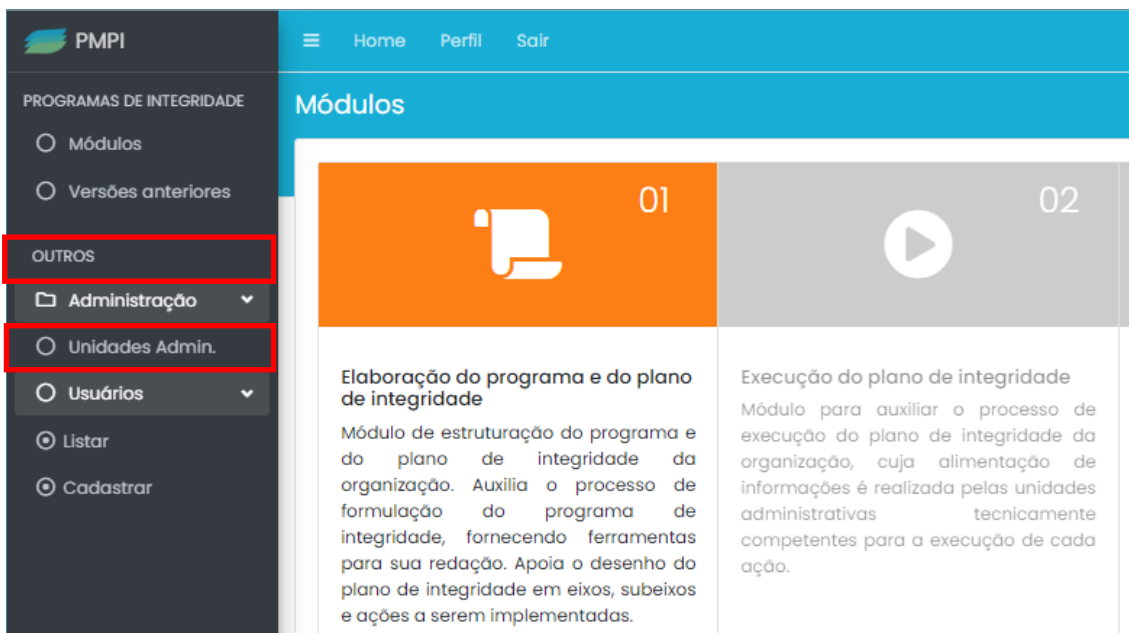 PMPI
Home Perfil Sair
PROGRAMAS DE INTEGRIDADE
Módulos
Versões anteriores
OUTROS
Administração
Unidades Admin.
Usuários
Listar
Cadastrar
Módulos
01
Elaboração do programa e do plano
de integridade
Módulo de estruturação do programa e
do plano de integridade da
organização. Auxilia o processo de
formulação do programa de
integridade, fornecendo ferramentas
para sua redação. Apoia o desenho do
plano de integridade em eixos, subeixos
e ações a serem implementadas.
02
Execução do plano de integridade
Módulo para auxiliar o processo de
execução do plano de integridade da
organização, cuja alimentação de
informações é realizada pelas unidades
administrativas tecnicamente
competentes para a execução de cada
ação.